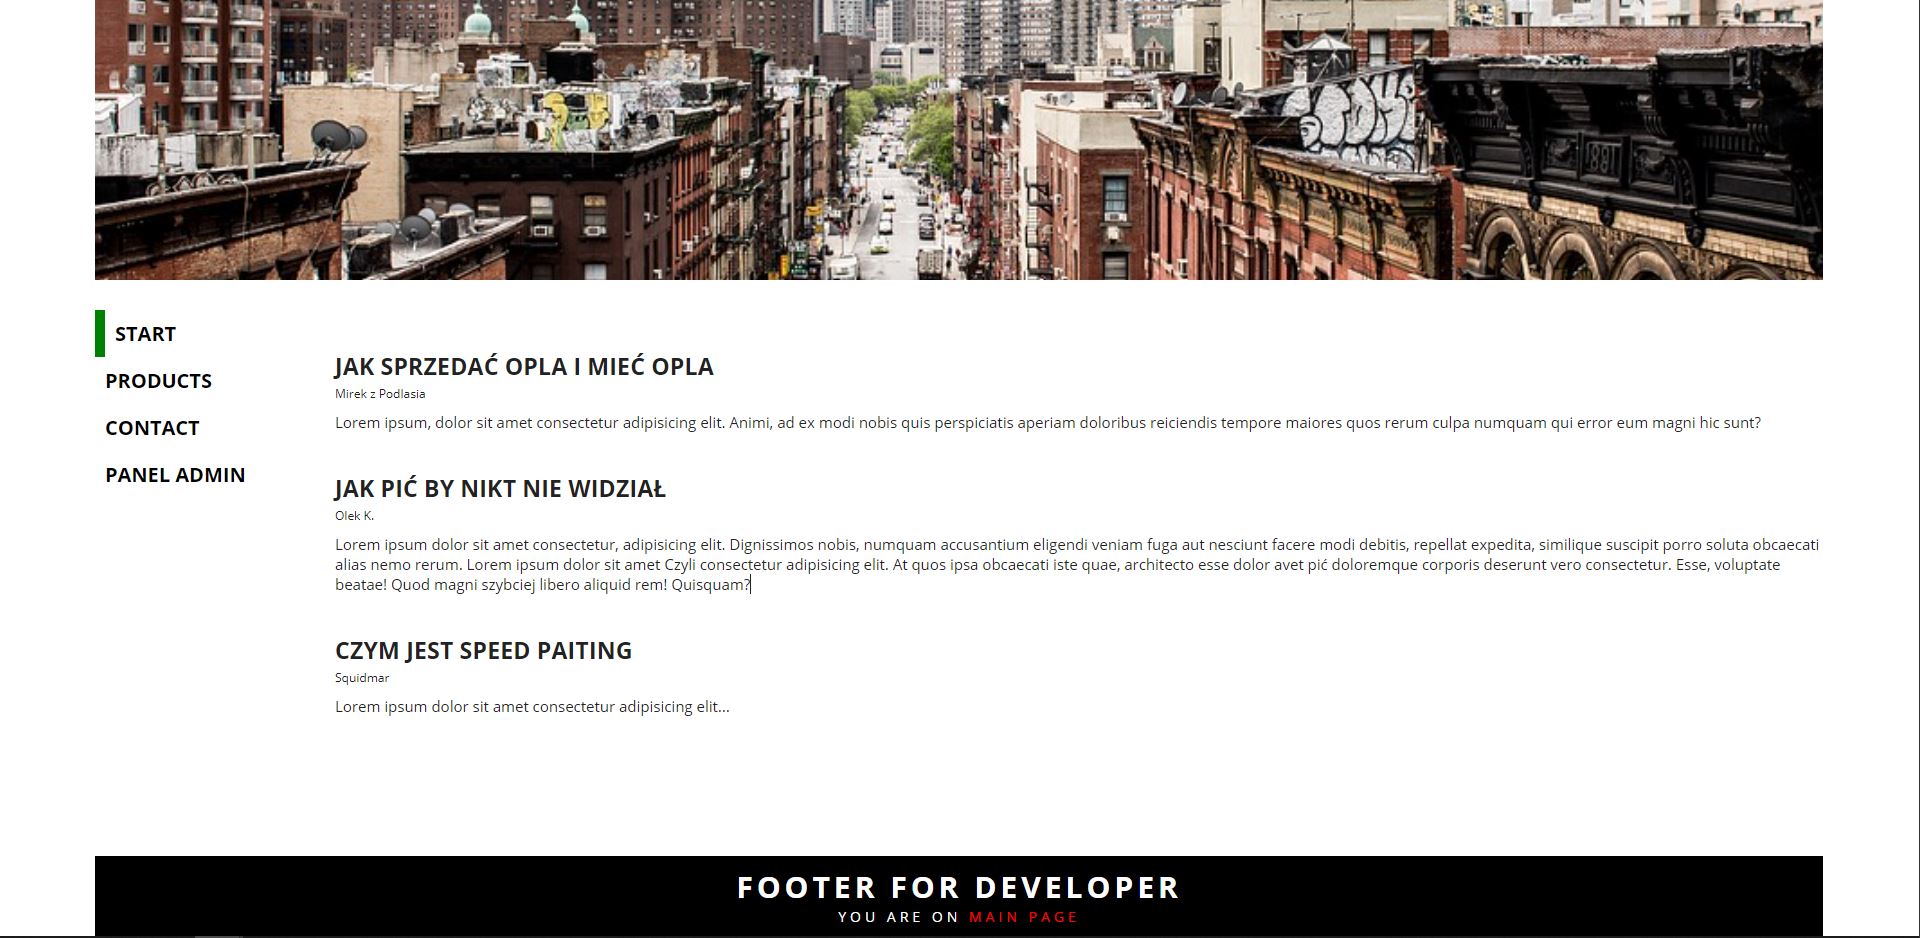 START
PRODUCTS
CONTACT
PANEL ADMIN
JAK SPRZEDAĆ OPLA I MIEĆ OPLA
Mirek z Podlasia
Lorem ipsum, dolor sit amet consectetur adipisicing elit. Animi, ad ex modi nobis quis perspiciatis aperiam doloribus reiciendis tempore maiores quos rerum culpa numquam qui error eum magni hic sunt?
JAK PIĆ BY NIKT NIE WIDZIAŁ
Olek K.
Lorem ipsum dolor sit amet consectetur, adipisicing elit. Dignissimos nobis, numquam accusantium eligendi veniam fuga aut nesciunt facere modi debitis, repellat expedita, similique suscipit porro soluta obcaecati
alias nemo rerum. Lorem ipsum dolor sit amet Czyli consectetur adipisicing elit. At quos ipsa obcaecati iste quae, architecto esse dolor avet pić doloremque corporis deserunt vero consectetur. Esse, voluptate
beatae! Quod magni szybciej libero aliquid rem! Quisquam?
CZYM JEST SPEED PAITING
Squidmar
Lorem ipsum dolor sit amet consectetur adipisicing elit...
FOOTER FOR DEVELOPER
YOU ARE ON MAIN PAGE